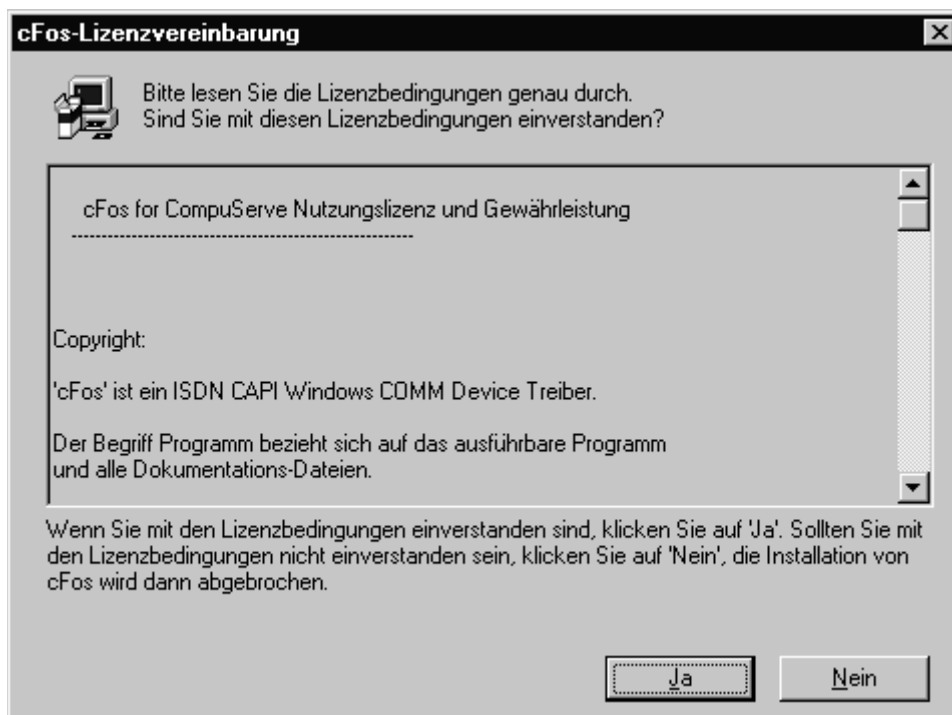 cFos-Lizenzvereinbarung
Bitte lesen Sie die Lizenzbedingungen genau durch.
Sind Sie mit diesen Lizenzbedingungen einverstanden?
cFos for CompuServe Nutzungslizenz und Gewährleistung
---------------------------------------------------------
Copyright:
'cFos' ist ein ISDN CAPI Windows COMM Device Treiber.
Der Begriff Programm bezieht sich auf das ausführbare Programm
und alle Dokumentations-Dateien.
Wenn Sie mit den Lizenzbedingungen einverstanden sind, klicken Sie auf 'Ja'. Sollten Sie mit
den Lizenzbedingungen nicht einverstanden sein, klicken Sie auf 'Nein', die Installation von
cFos wird dann abgebrochen.
Ja
Nein